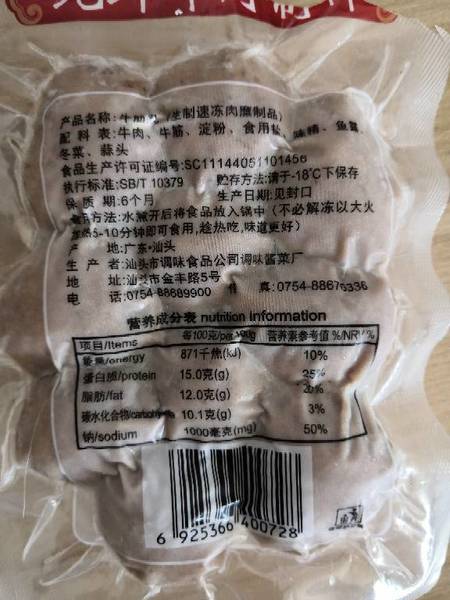 产品名称:牛筋丸(生制速冻肉糜制品)
配 料 表:牛肉、牛筋、淀粉、食用盐、味精、鱼露、
冬菜、蒜头
食品生产许可证编号:SC11144051101456
执行标准:SB/T 10379 贮存方法:请于-18℃下保存
保 质 期:6个月 生产日期:见封口
食用方法:水煮开后将食品放入锅中(不必解冻以大火
5-10分钟即可食用,趁热吃,味道更好)
产 地:广东·汕头
生 产 者:汕头市调味食品公司调味酱菜厂
地 址:汕头市金丰路5号
电 话:0754-88689900 传 真:0754-88676336
营养成分表 nutrition information
项目/Items 每100克/per 100g 营养素参考值 %/NRV%
能量/energy 871千焦(kJ) 10%
蛋白质/protein 15.0克(g) 25%
脂肪/fat 12.0克(g) 20%
碳水化合物/carbohydrate 10.1克(g) 3%
钠/sodium 1000毫克(mg) 50%
6 925366 400728